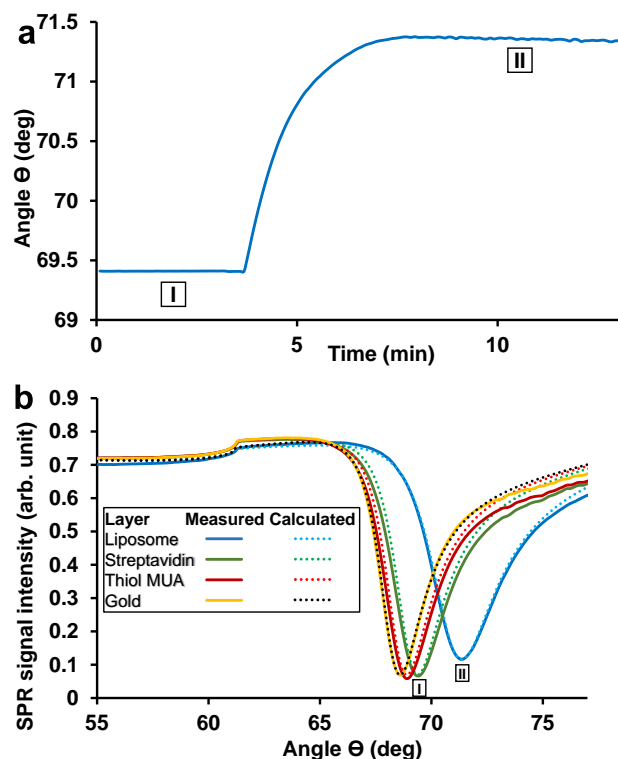 a
71.5
71
70.5
70
69.5
69
Angle Ө (deg)
I
II
0
5
10
Time (min)
b
0.9
0.8
0.7
0.6
0.5
0.4
0.3
0.2
0.1
0
SPR signal intensity (arb. unit)
Layer Measured Calculated
Liposome
Streptavidin
Thiol MUA
Gold
I
II
55
60
65
70
75
Angle Ө (deg)